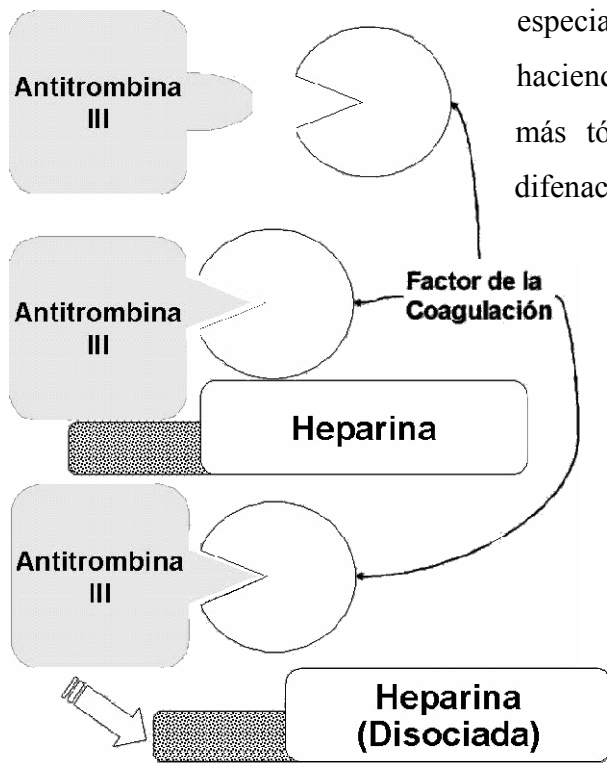 especia
haciend
más tó
difenac
Antitrombina
III
Factor de la
Coagulación
Antitrombina
III
Heparina
Antitrombina
III
Heparina
(Disociada)